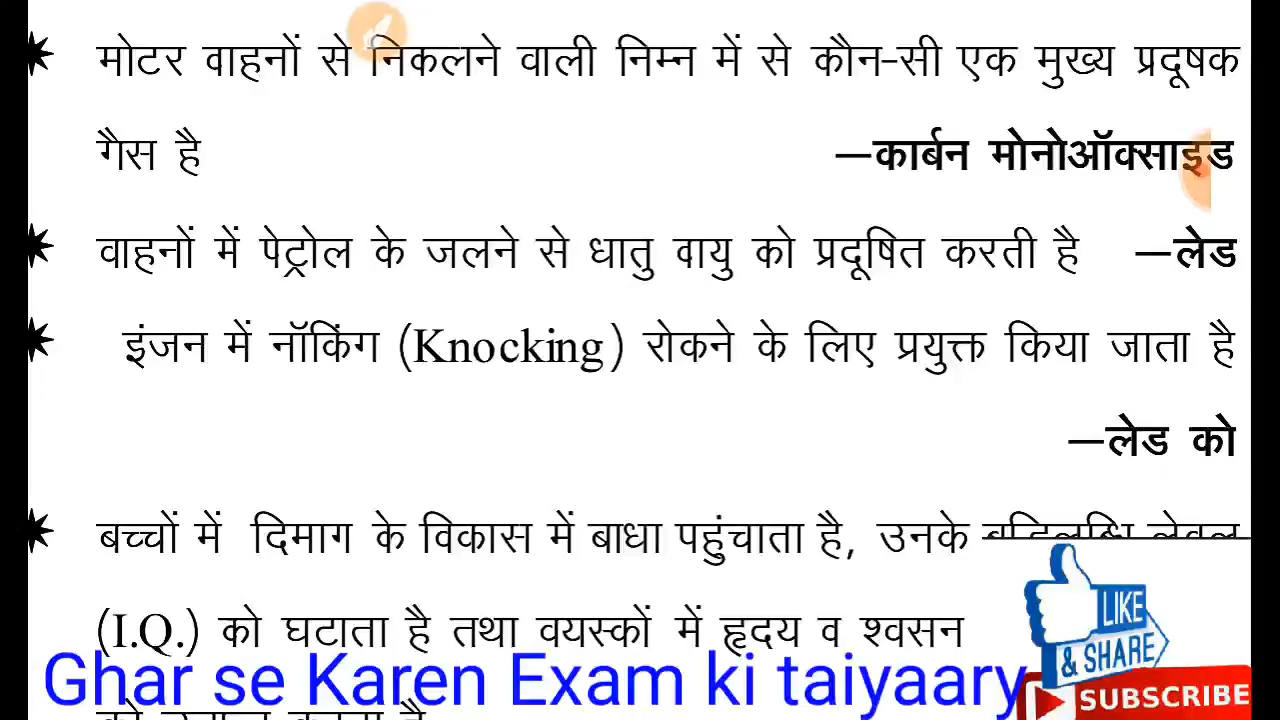 मोटर वाहनों से निकलने वाली निम्न में से कौन-सी एक मुख्य प्रदूषक
गैस है —कार्बन मोनोऑक्साइड
वाहनों में पेट्रोल के जलने से धातु वायु को प्रदूषित करती है —लेड
इंजन में नॉकिंग (Knocking) रोकने के लिए प्रयुक्त किया जाता है
—लेड को
बच्चों में दिमाग के विकास में बाधा पहुंचाता है, उनके
(I.Q.) को घटाता है तथा वयस्कों में हृदय व श्वसन
LIKE
& SHARE
Ghar se Karen Exam ki taiyaary
SUBSCRIBE